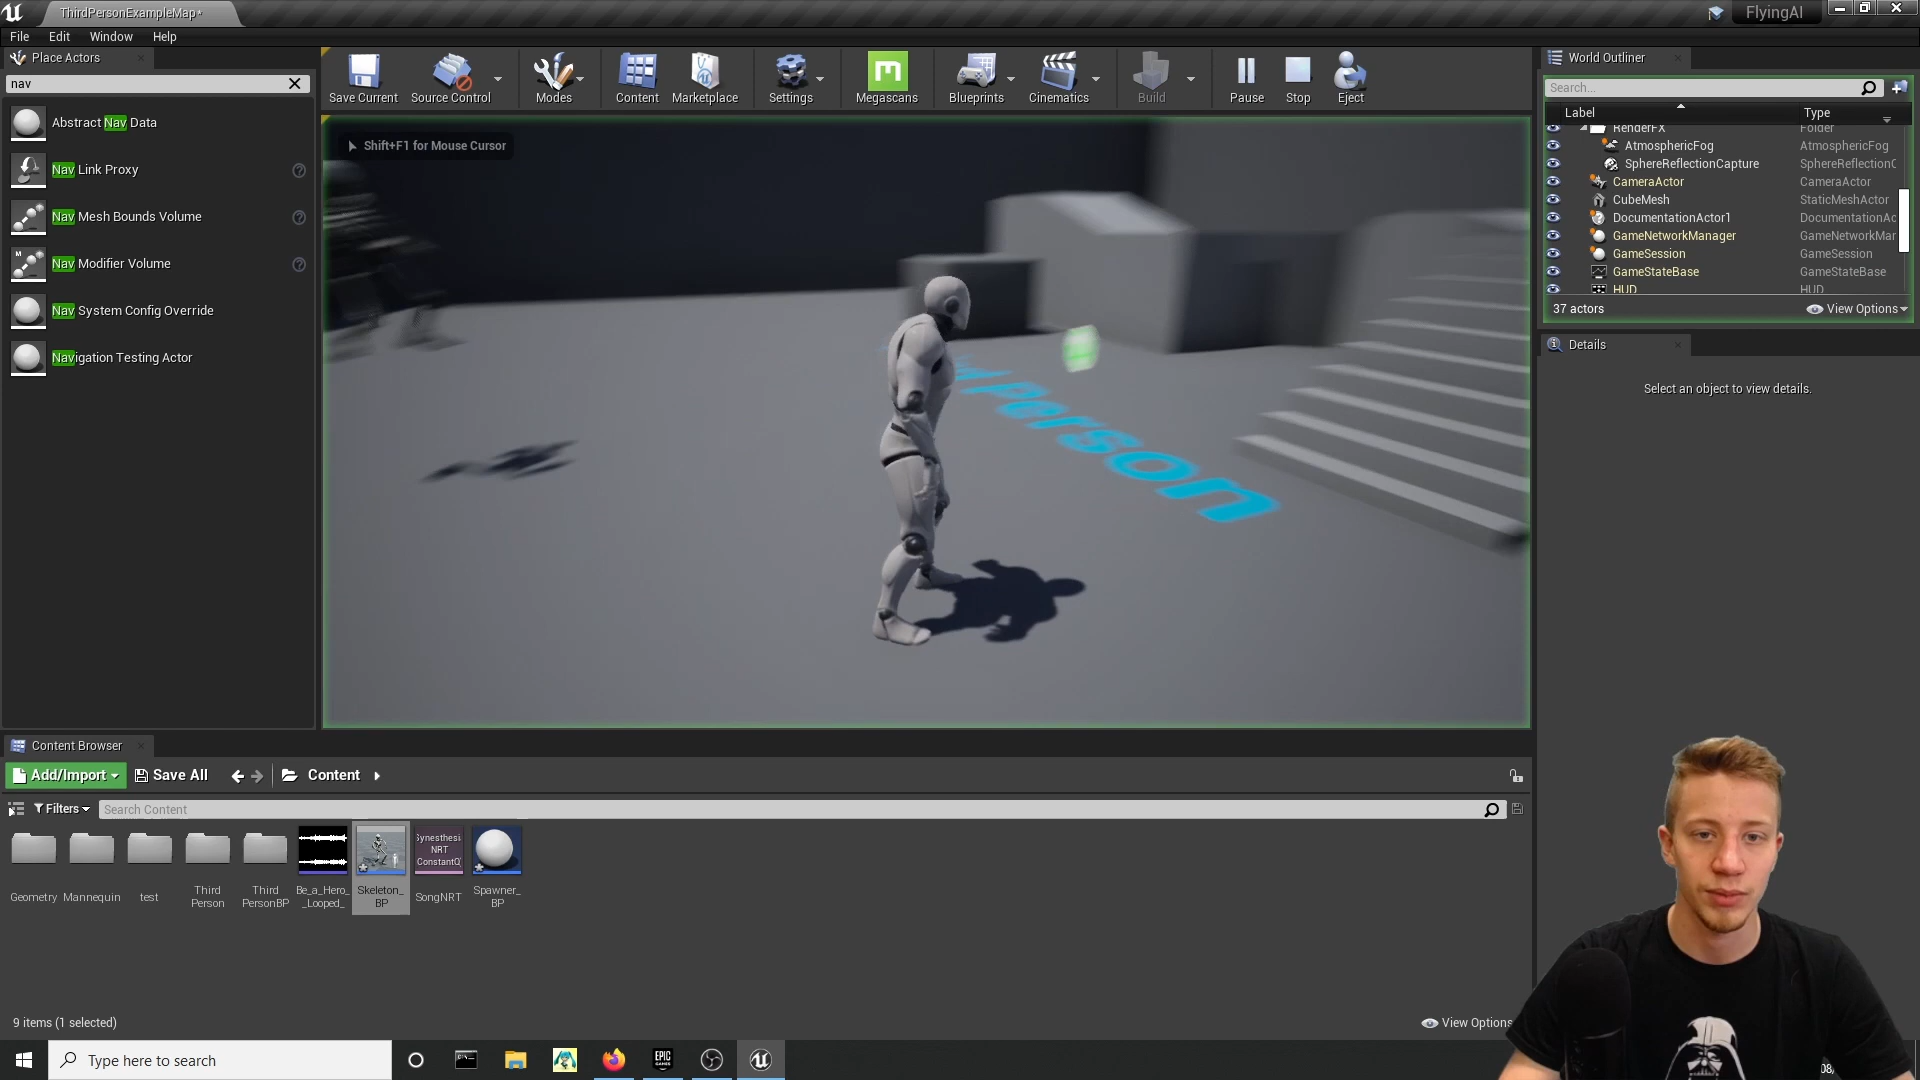 ThirdPersonExampleMap*
FlyingAI
File Edit Window Help
Place Actors
nav
Abstract Nav Data
Nav Link Proxy
Nav Mesh Bounds Volume
Nav Modifier Volume
Nav System Config Override
Navigation Testing Actor
Save Current
Source Control
Modes
Content
Marketplace
Settings
Megascans
Blueprints
Cinematics
Build
Pause
Stop
Eject
Shift+F1 for Mouse Cursor
person
World Outliner
Search...
Label Type
RenderFX Folder
AtmosphericFog AtmosphericFog
SphereReflectionCapture SphereReflectionC
CameraActor CameraActor
CubeMesh StaticMeshActor
DocumentationActor1 DocumentationAc
GameNetworkManager GameNetworkMar
GameSession GameSession
GameStateBase GameStateBase
HUD HUD
37 actors
View Options
Details
Select an object to view details.
Content Browser
Add/Import Save All Content
Filters Search Content
Geometry
Mannequin
test
Third
Person
Third
PersonBP
Be_a_Hero_
_Looped_
Skeleton_
BP
Synesthesi
NRT
ConstantQ
SongNRT
Spawner_
BP
9 items (1 selected)
View Options
Type here to search
EPIC
GAMES